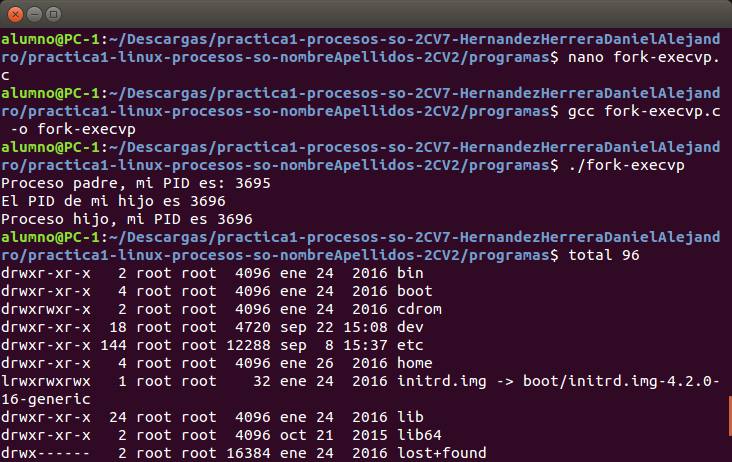 alumno@PC-1:~/Descargas/practica1-procesos-so-2CV7-HernandezHerreraDanielAlejand
ro/practica1-linux-procesos-so-nombreApellidos-2CV2/programas$ nano fork-execvp.
c
alumno@PC-1:~/Descargas/practica1-procesos-so-2CV7-HernandezHerreraDanielAlejand
ro/practica1-linux-procesos-so-nombreApellidos-2CV2/programas$ gcc fork-execvp.c
 -o fork-execvp
alumno@PC-1:~/Descargas/practica1-procesos-so-2CV7-HernandezHerreraDanielAlejand
ro/practica1-linux-procesos-so-nombreApellidos-2CV2/programas$ ./fork-execvp
Proceso padre, mi PID es: 3695
El PID de mi hijo es 3696
Proceso hijo, mi PID es 3696
alumno@PC-1:~/Descargas/practica1-procesos-so-2CV7-HernandezHerreraDanielAlejand
ro/practica1-linux-procesos-so-nombreApellidos-2CV2/programas$ total 96
drwxr-xr-x   2 root root  4096 ene 24  2016 bin
drwxr-xr-x   4 root root  4096 ene 24  2016 boot
drwxrwxr-x   2 root root  4096 ene 24  2016 cdrom
drwxr-xr-x  18 root root  4720 sep 22 15:08 dev
drwxr-xr-x 144 root root 12288 sep  8 15:37 etc
drwxr-xr-x   4 root root  4096 ene 26  2016 home
lrwxrwxrwx   1 root root    32 ene 24  2016 initrd.img -> boot/initrd.img-4.2.0-
16-generic
drwxr-xr-x  24 root root  4096 ene 24  2016 lib
drwxr-xr-x   2 root root  4096 oct 21  2015 lib64
drwx------   2 root root 16384 ene 24  2016 lost+found